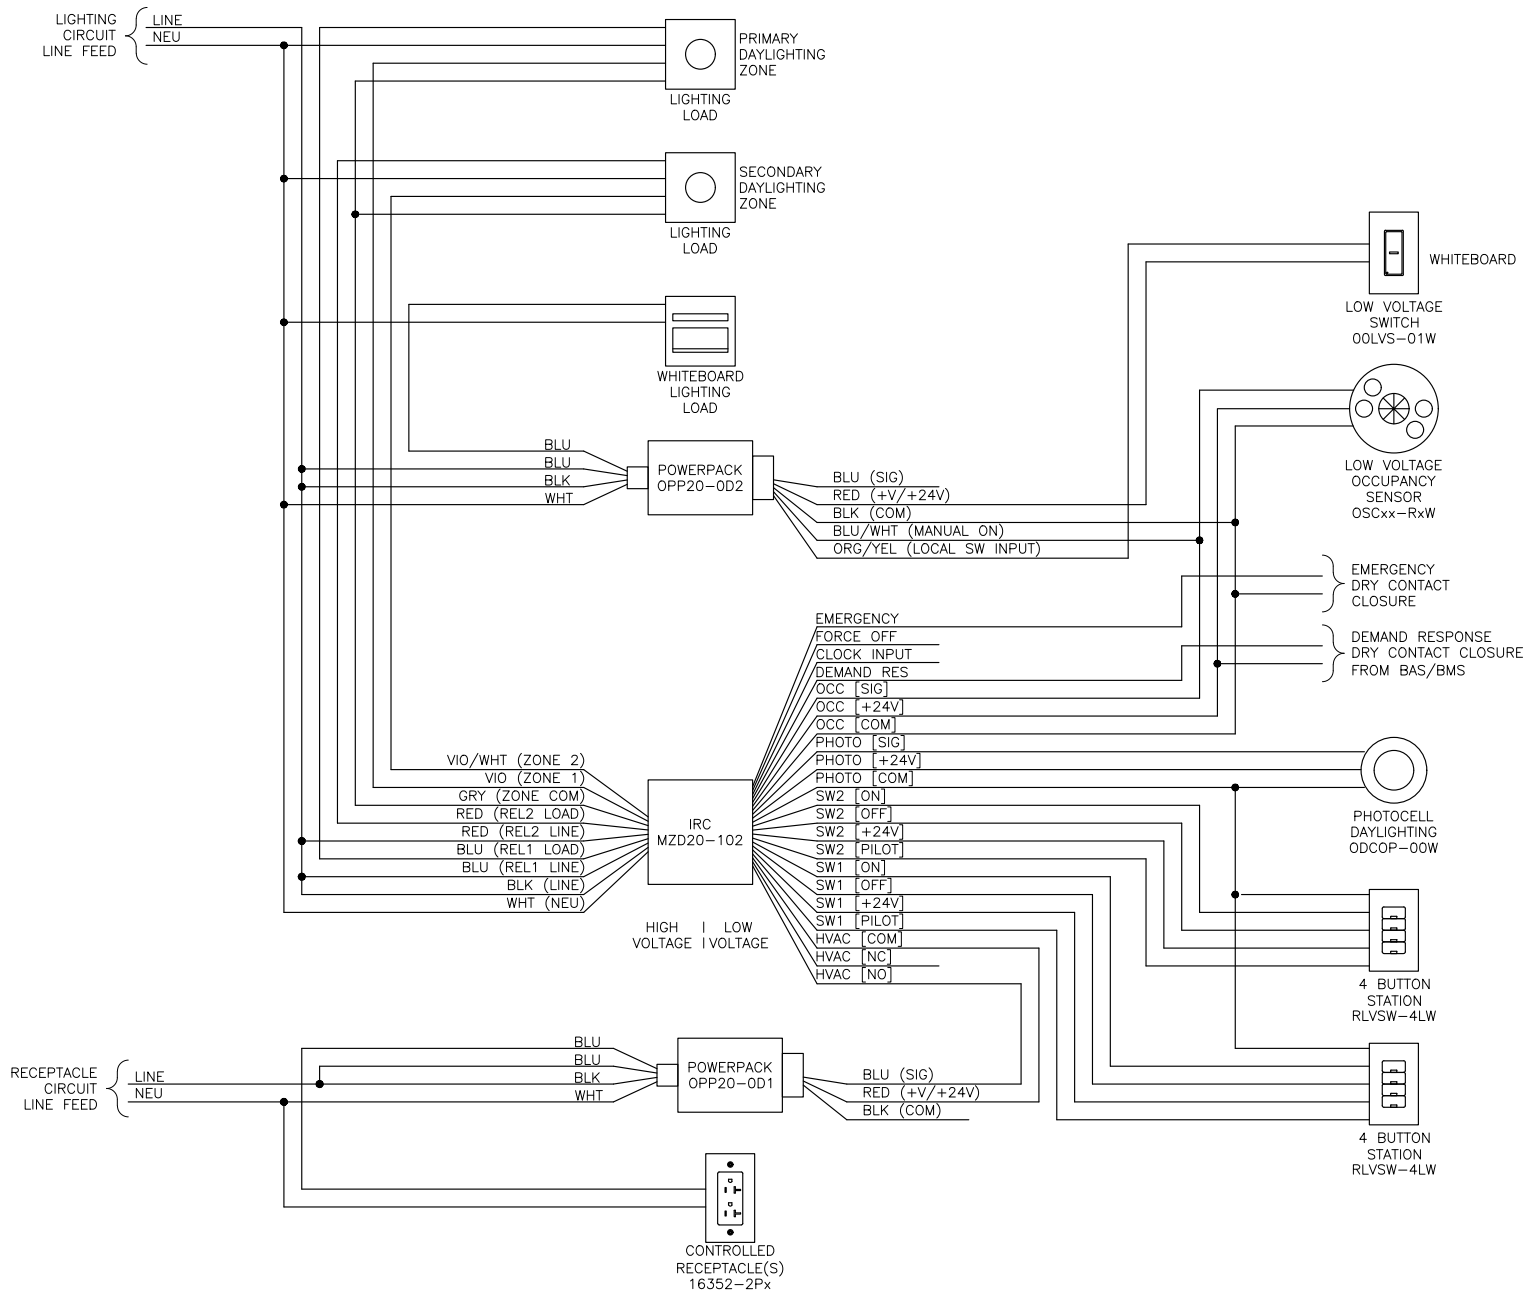 LIGHTING
CIRCUIT
LINE FEED
LINE
NEU
PRIMARY
DAYLIGHTING
ZONE
LIGHTING
LOAD
SECONDARY
DAYLIGHTING
ZONE
LIGHTING
LOAD
WHITEBOARD
LIGHTING
LOAD
WHITEBOARD
LOW VOLTAGE
SWITCH
00LVS-01W
LOW VOLTAGE
OCCUPANCY
SENSOR
OSCxx-RxW
BLU
BLU
BLK
WHT
POWERPACK
OPP20-0D2
BLU (SIG)
RED (+V/+24V)
BLK (COM)
BLU/WHT (MANUAL ON)
ORG/YEL (LOCAL SW INPUT)
EMERGENCY
DRY CONTACT
CLOSURE
DEMAND RESPONSE
DRY CONTACT CLOSURE
FROM BAS/BMS
EMERGENCY
FORCE OFF
CLOCK INPUT
DEMAND RES
OCC [SIG]
OCC [+24V]
OCC [COM]
PHOTO [SIG]
PHOTO [+24V]
PHOTO [COM]
SW2 [ON]
SW2 [OFF]
SW2 [+24V]
SW2 [PILOT]
SW1 [ON]
SW1 [OFF]
SW1 [+24V]
SW1 [PILOT]
HVAC [COM]
HVAC [NC]
HVAC [NO]
VIO/WHT (ZONE 2)
VIO (ZONE 1)
GRY (ZONE COM)
RED (REL2 LOAD)
RED (REL2 LINE)
BLU (REL1 LOAD)
BLU (REL1 LINE)
BLK (LINE)
WHT (NEU)
IRC
MZD20-102
HIGH | LOW
VOLTAGE | VOLTAGE
PHOTOCELL
DAYLIGHTING
ODCOP-00W
4 BUTTON
STATION
RLVSW-4LW
4 BUTTON
STATION
RLVSW-4LW
RECEPTACLE
CIRCUIT
LINE FEED
LINE
NEU
BLU
BLU
BLK
WHT
POWERPACK
OPP20-0D1
BLU (SIG)
RED (+V/+24V)
BLK (COM)
CONTROLLED
RECEPTACLE(S)
16352-2Px